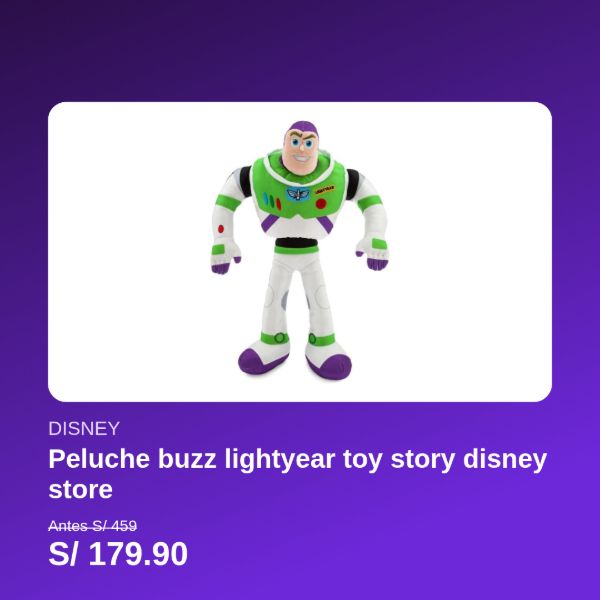 DISNEY
Peluche buzz lightyear toy story disney
store
Antes S/ 459
S/ 179.90